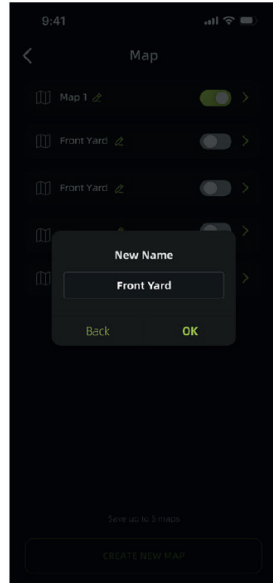 9:41
Map
Map 1
Front Yard
Front Yard
New Name
Front Yard
Back OK
Save up to 5 maps
CREATE NEW MAP